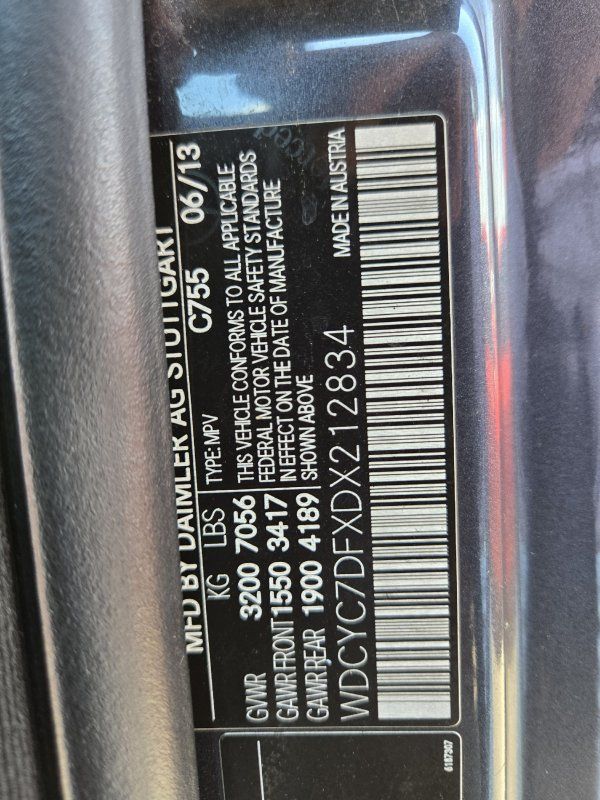 MFD BY DAIMLER AG STUTTGART
C755 06/13
KG LBS TYPE: MPV
GVWR 3200 7056
GAWR FRONT 1550 3417
GAWR REAR 1900 4189
THIS VEHICLE CONFORMS TO ALL APPLICABLE
FEDERAL MOTOR VEHICLE SAFETY STANDARDS
IN EFFECT ON THE DATE OF MANUFACTURE
SHOWN ABOVE
WDCYC7DFXDX212834 MADE IN AUSTRIA
6187307